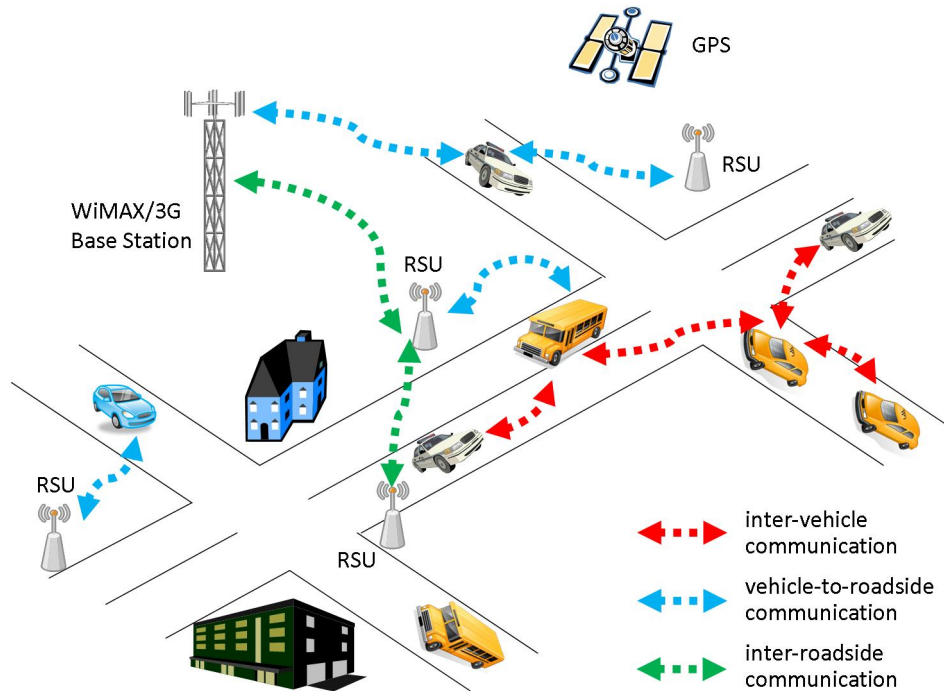 GPS
RSU
WiMAX/3G
Base Station
RSU
RSU
RSU
inter-vehicle
communication
vehicle-to-roadside
communication
inter-roadside
communication